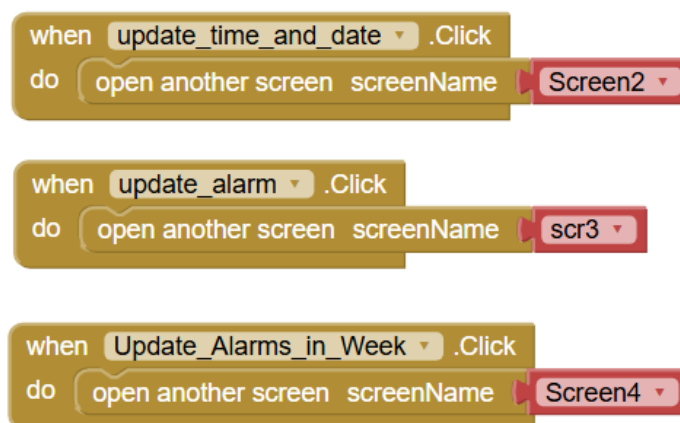 when update_time_and_date .Click
do open another screen screenName Screen2
when update_alarm .Click
do open another screen screenName scr3
when Update_Alarms_in_Week .Click
do open another screen screenName Screen4